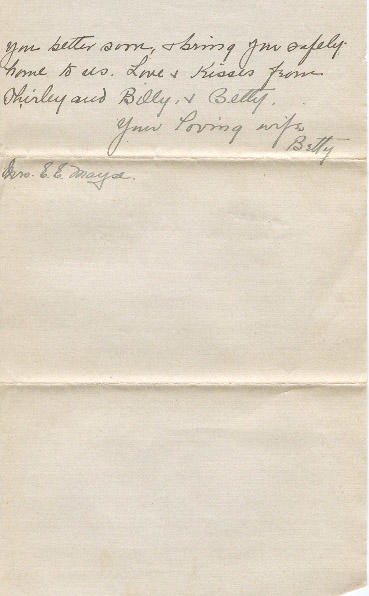 you better soon, & bring you safely
home to us. Love & Kisses from
Shirley and Billy, & Betty.
Your Loving wife
Betty
Mrs. E. E. Mayse.